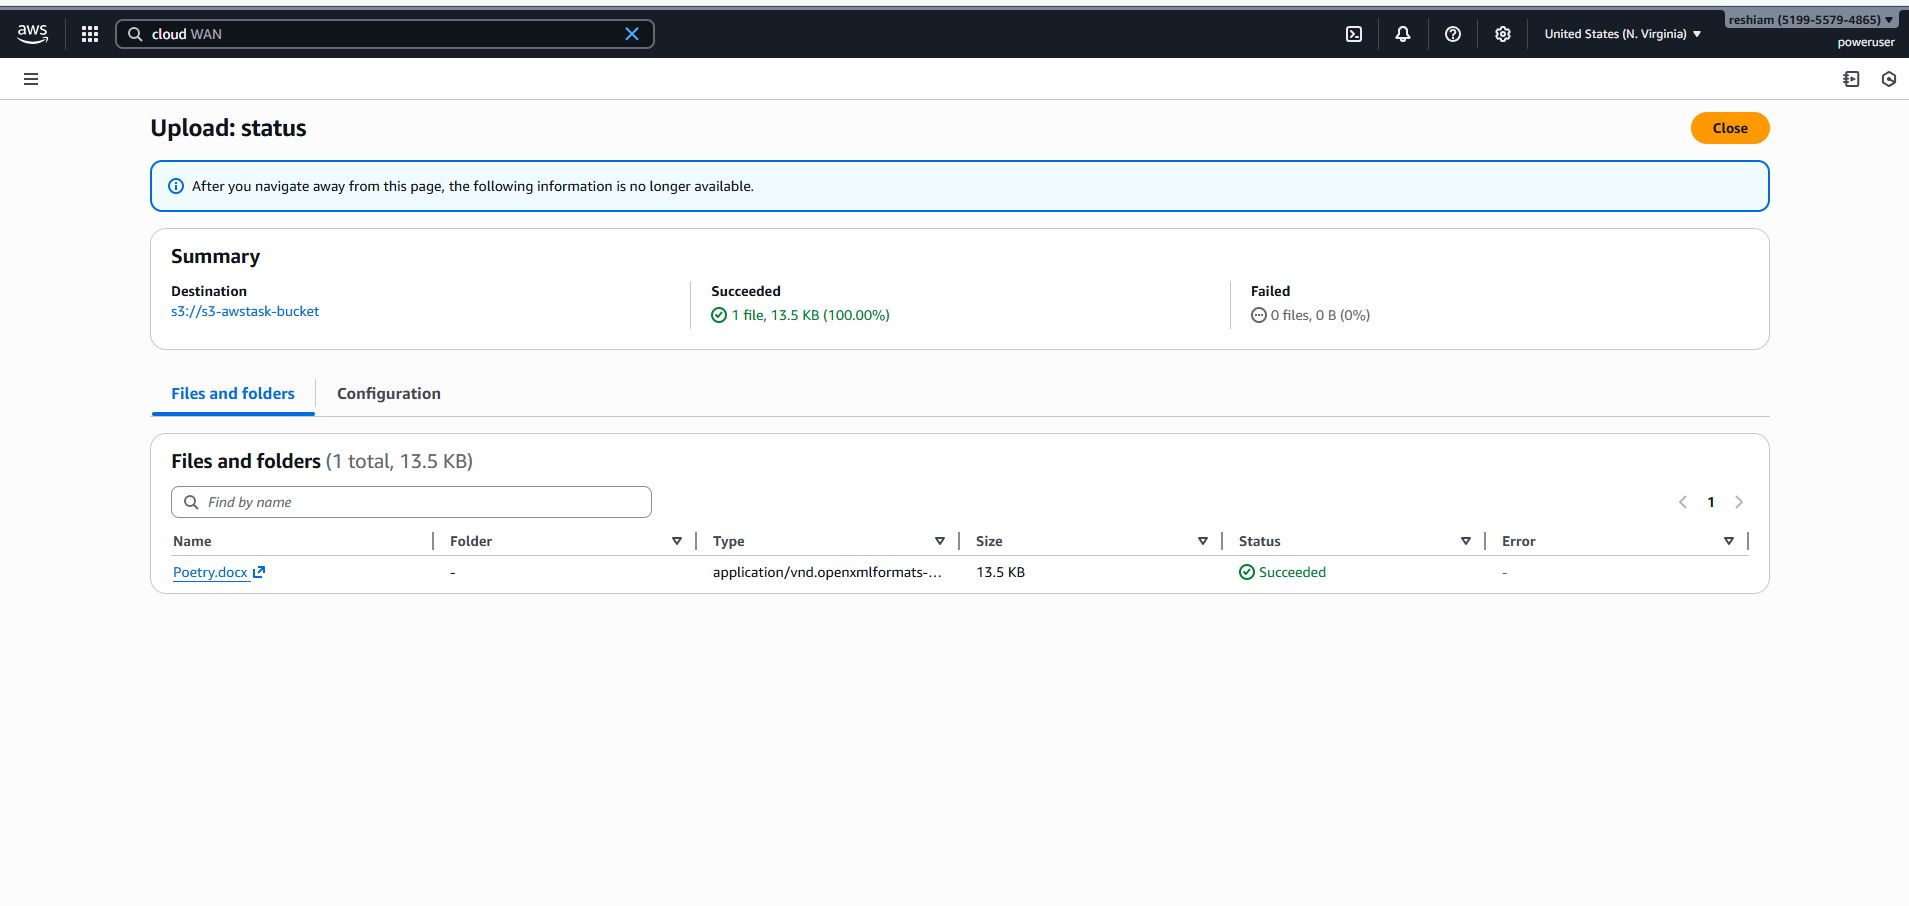 aws
cloud WAN
United States (N. Virginia)
reshiam (5199-5579-4865)
poweruser
Upload: status
Close
After you navigate away from this page, the following information is no longer available.
Summary
Destination
s3://s3-awstask-bucket
Succeeded
1 file, 13.5 KB (100.00%)
Failed
0 files, 0 B (0%)
Files and folders
Configuration
Files and folders (1 total, 13.5 KB)
Find by name
1
Name Folder Type Size Status Error
Poetry.docx - application/vnd.openxmlformats-... 13.5 KB Succeeded -